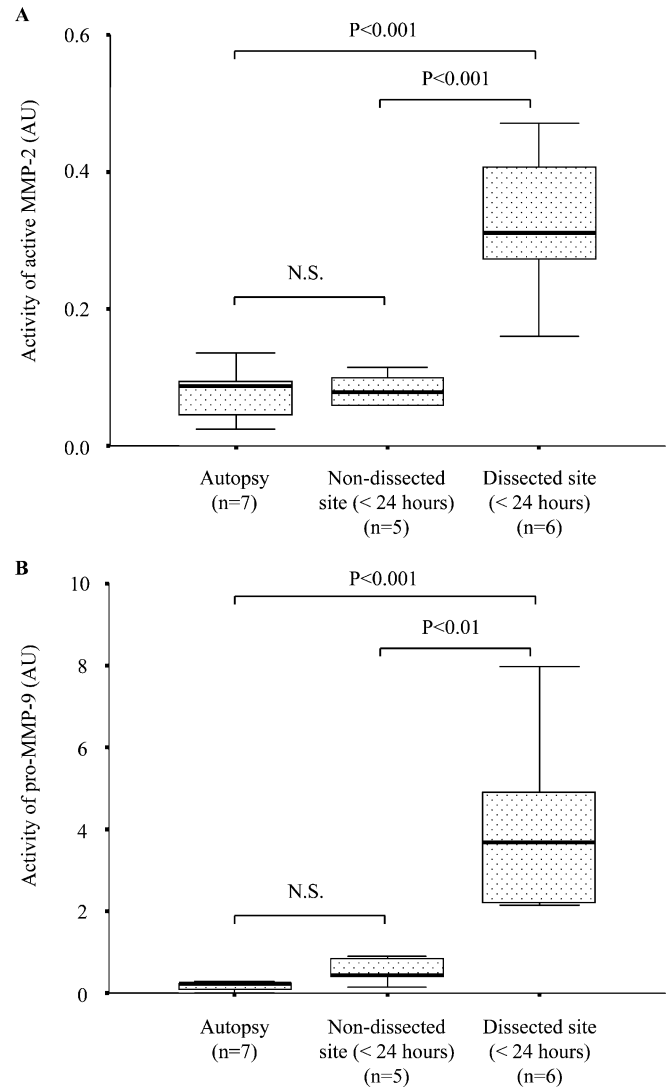 A
P<0.001
P<0.001
N.S.
Activity of active MMP-2 (AU)
0.6
0.4
0.2
0.0
Autopsy
(n=7)
Non-dissected
site (< 24 hours)
(n=5)
Dissected site
(< 24 hours)
(n=6)
B
P<0.001
P<0.01
N.S.
Activity of pro-MMP-9 (AU)
10
8
6
4
2
0
Autopsy
(n=7)
Non-dissected
site (< 24 hours)
(n=5)
Dissected site
(< 24 hours)
(n=6)